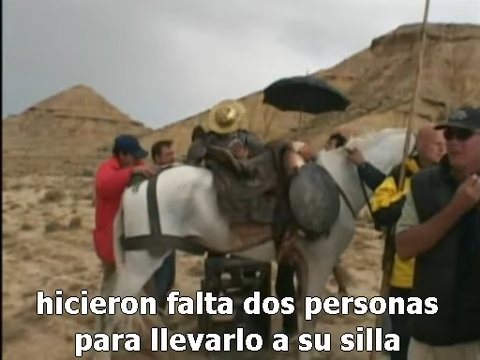 hicieron falta dos personas
para llevarlo a su silla